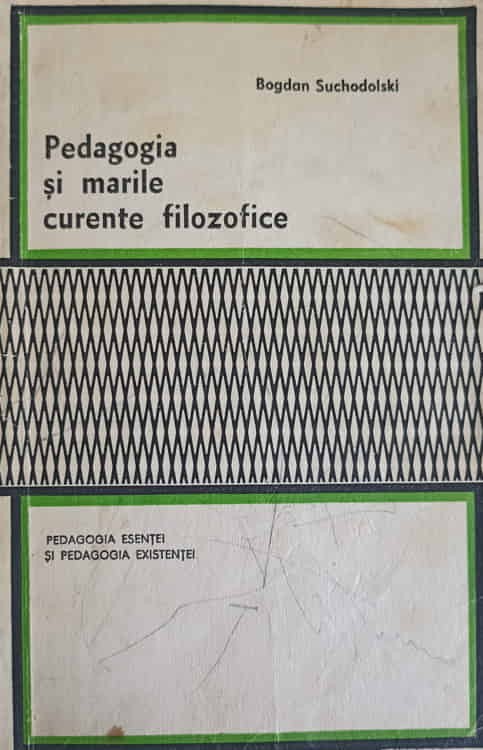 Bogdan Suchodolski
Pedagogia
și marile
curente filozofice
PEDAGOGIA ESENȚEI
ȘI PEDAGOGIA EXISTENȚEI